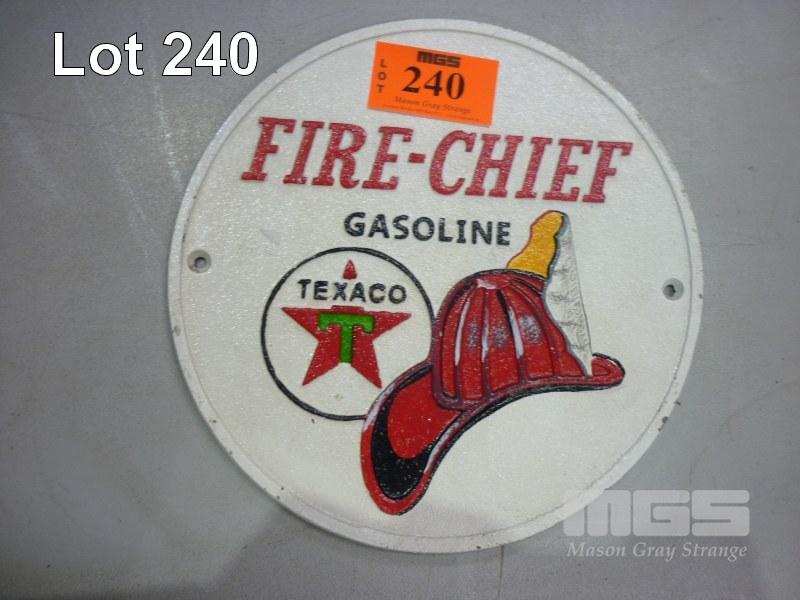 Lot 240
MGS
LOT
240
Mason Gray Strange
FIRE-CHIEF
GASOLINE
TEXACO
T
MGS
Mason Gray Strange